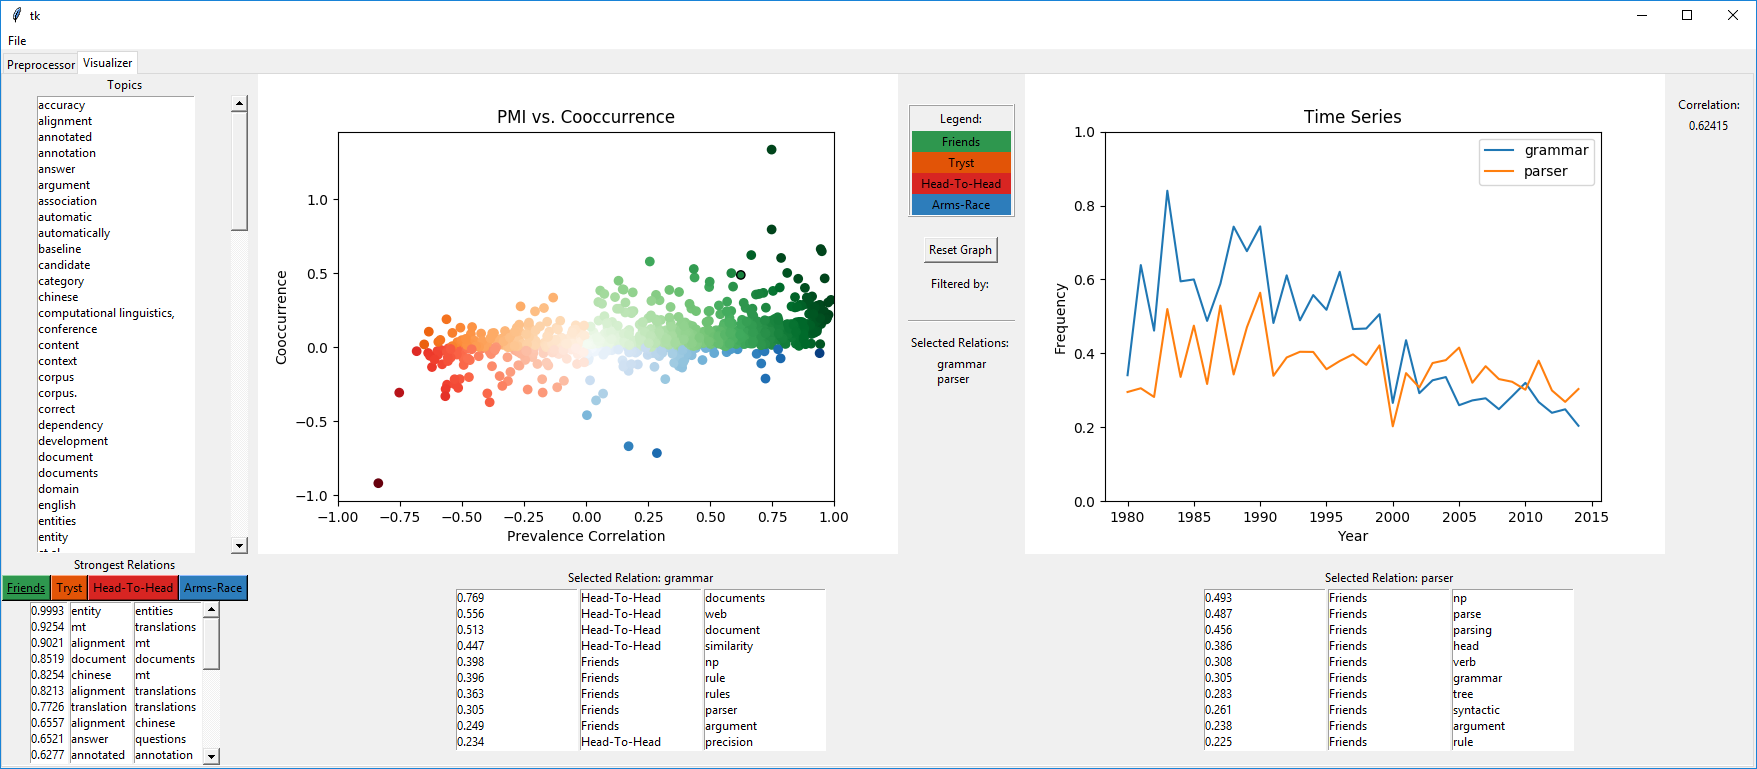 tk
File
Preprocessor Visualizer
Topics
accuracy
alignment
annotated
annotation
answer
argument
association
automatic
automatically
baseline
candidate
category
chinese
computational linguistics,
conference
content
context
corpus
corpus.
correct
dependency
development
document
documents
domain
english
entities
entity
Strongest Relations
Friends Tryst Head-To-Head Arms-Race
0.9993 entity entities
0.9254 mt translations
0.9021 alignment mt
0.8519 document documents
0.8254 chinese mt
0.8213 alignment translations
0.7726 translation translations
0.6557 alignment chinese
0.6521 answer questions
0.6277 annotated annotation
PMI vs. Cooccurrence
Cooccurrence
1.0
0.5
0.0
−0.5
−1.0
−1.00 −0.75 −0.50 −0.25 0.00 0.25 0.50 0.75 1.00
Prevalence Correlation
Legend:
Friends
Tryst
Head-To-Head
Arms-Race
Reset Graph
Filtered by:
Selected Relations:
grammar
parser
Time Series
grammar
parser
Frequency
1.0
0.8
0.6
0.4
0.2
0.0
1980 1985 1990 1995 2000 2005 2010 2015
Year
Correlation:
0.62415
Selected Relation: grammar
0.769 Head-To-Head documents
0.556 Head-To-Head web
0.513 Head-To-Head document
0.447 Head-To-Head similarity
0.398 Friends np
0.396 Friends rule
0.363 Friends rules
0.305 Friends parser
0.249 Friends argument
0.234 Head-To-Head precision
Selected Relation: parser
0.493 Friends np
0.487 Friends parse
0.456 Friends parsing
0.386 Friends head
0.308 Friends verb
0.305 Friends grammar
0.283 Friends tree
0.261 Friends syntactic
0.238 Friends argument
0.225 Friends rule